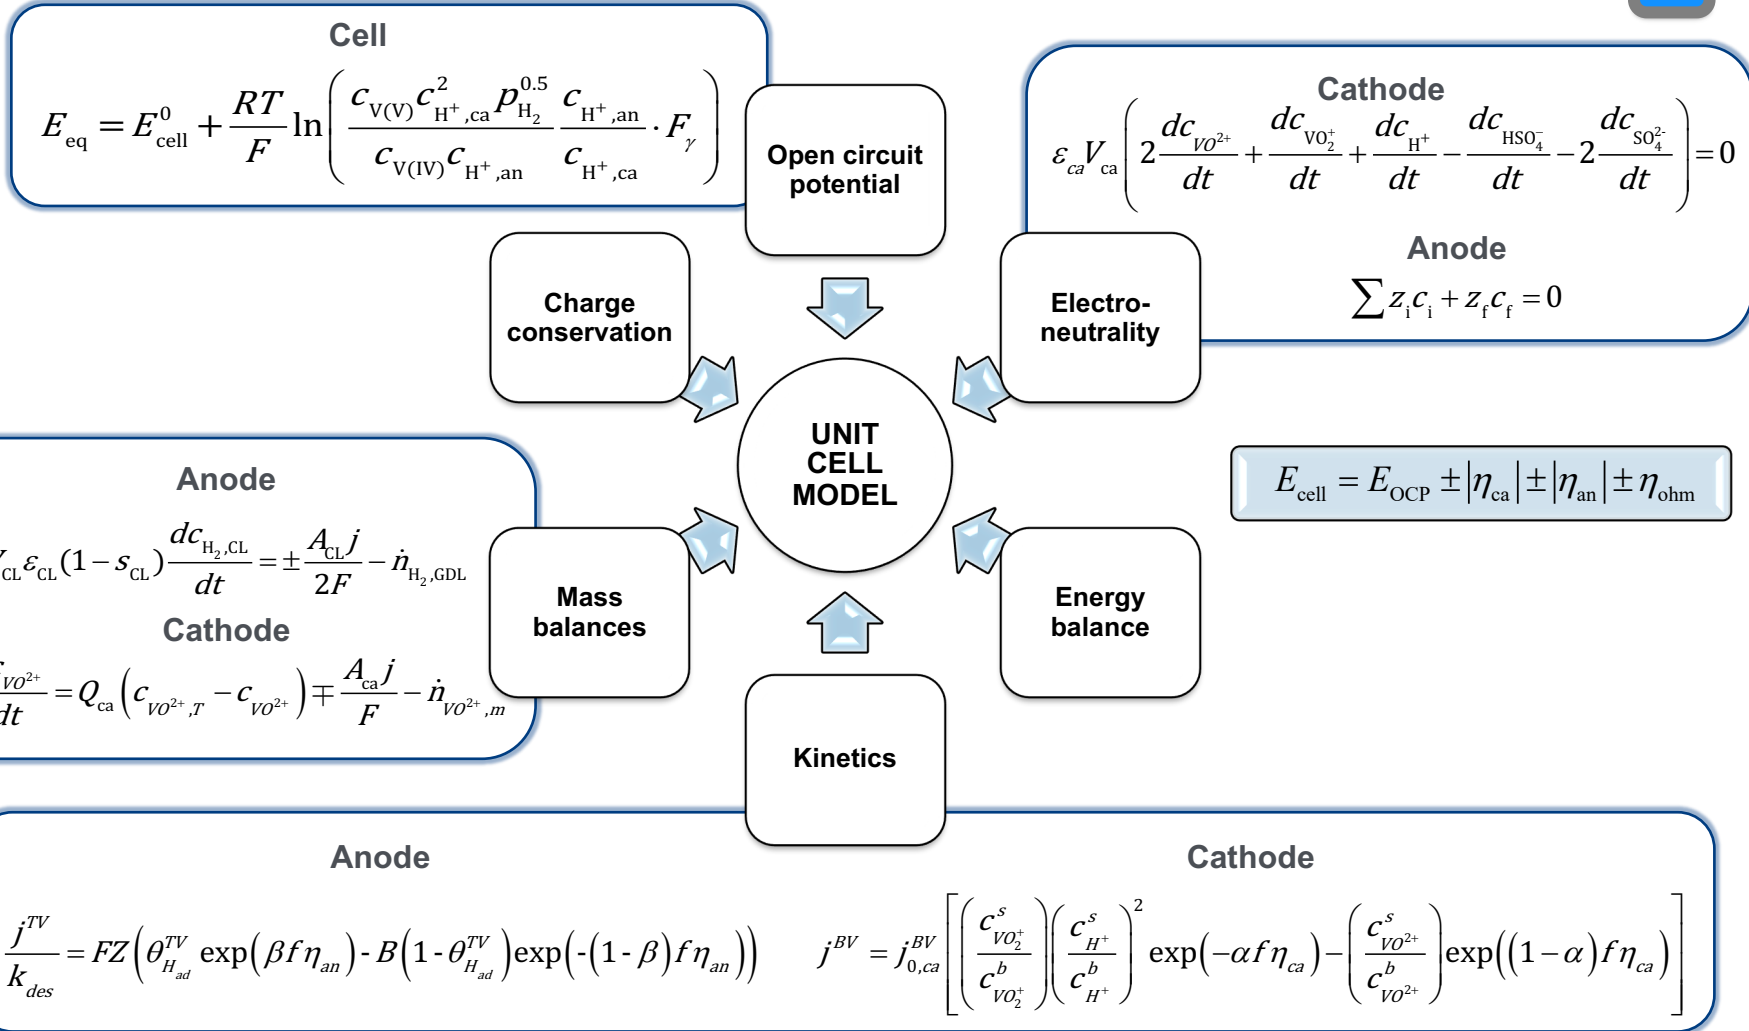 Cell
E_eq = E^0_cell + RT/F ln( c_V(V) c^2_H+,ca p^0.5_H2 / c_V(IV) c_H+,an  c_H+,an / c_H+,ca · F_γ )
Open circuit
potential
Cathode
ε_ca V_ca ( 2 dc_VO2+/dt + dc_VO2+/dt + dc_H+/dt − dc_HSO4−/dt − 2 dc_SO42-/dt ) = 0
Anode
∑ z_i c_i + z_f c_f = 0
Charge
conservation
Electro-
neutrality
UNIT
CELL
MODEL
E_cell = E_OCP ± |η_ca| ± |η_an| ± η_ohm
Anode
V_CL ε_CL (1 − s_CL) dc_H2,CL/dt = ± A_CL j/2F − ṅ_H2,GDL
Cathode
c_VO2+/dt = Q_ca ( c_VO2+,T − c_VO2+ ) ∓ A_ca j/F − ṅ_VO2+,m
Mass
balances
Energy
balance
Kinetics
Anode
j^TV/k_des = FZ( θ^TV_Had exp(βfη_an) - B(1 - θ^TV_Had) exp(-(1 - β)fη_an) )
Cathode
j^BV = j^BV_0,ca [ ( c^s_VO2+ / c^b_VO2+ ) ( c^s_H+ / c^b_H+ )^2 exp(−αfη_ca) − ( c^s_VO2+ / c^b_VO2+ ) exp((1 − α)fη_ca) ]